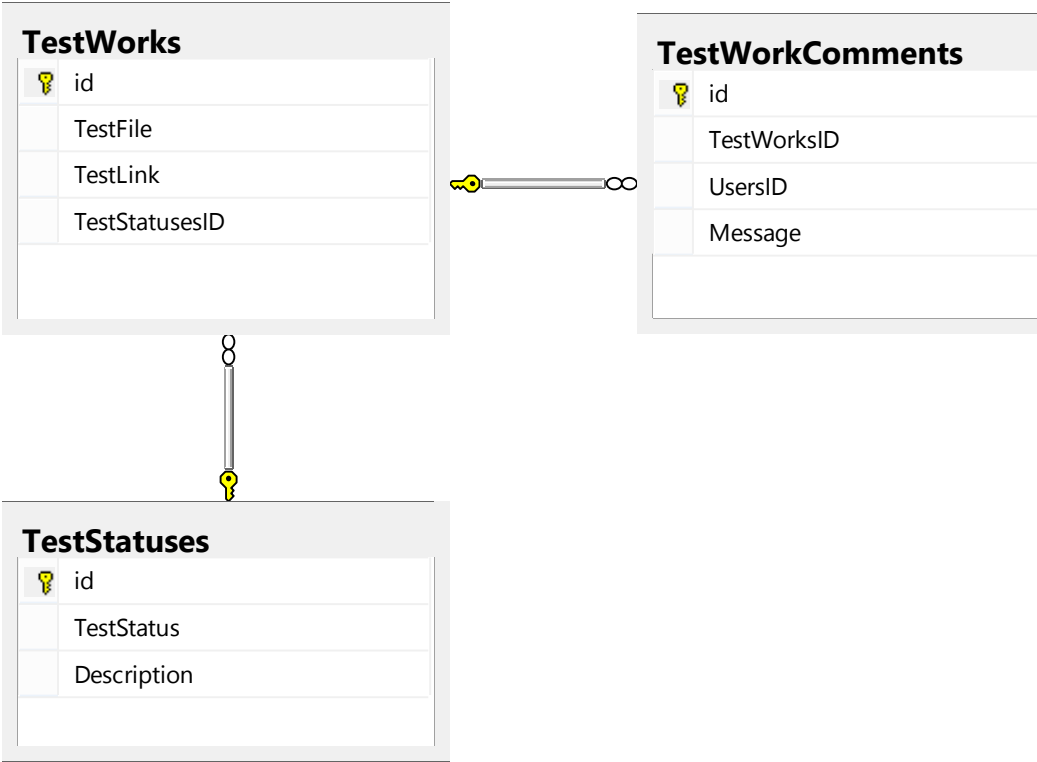 TestWorks
id
TestFile
TestLink
TestStatusesID
TestWorkComments
id
TestWorksID
UsersID
Message
TestStatuses
id
TestStatus
Description